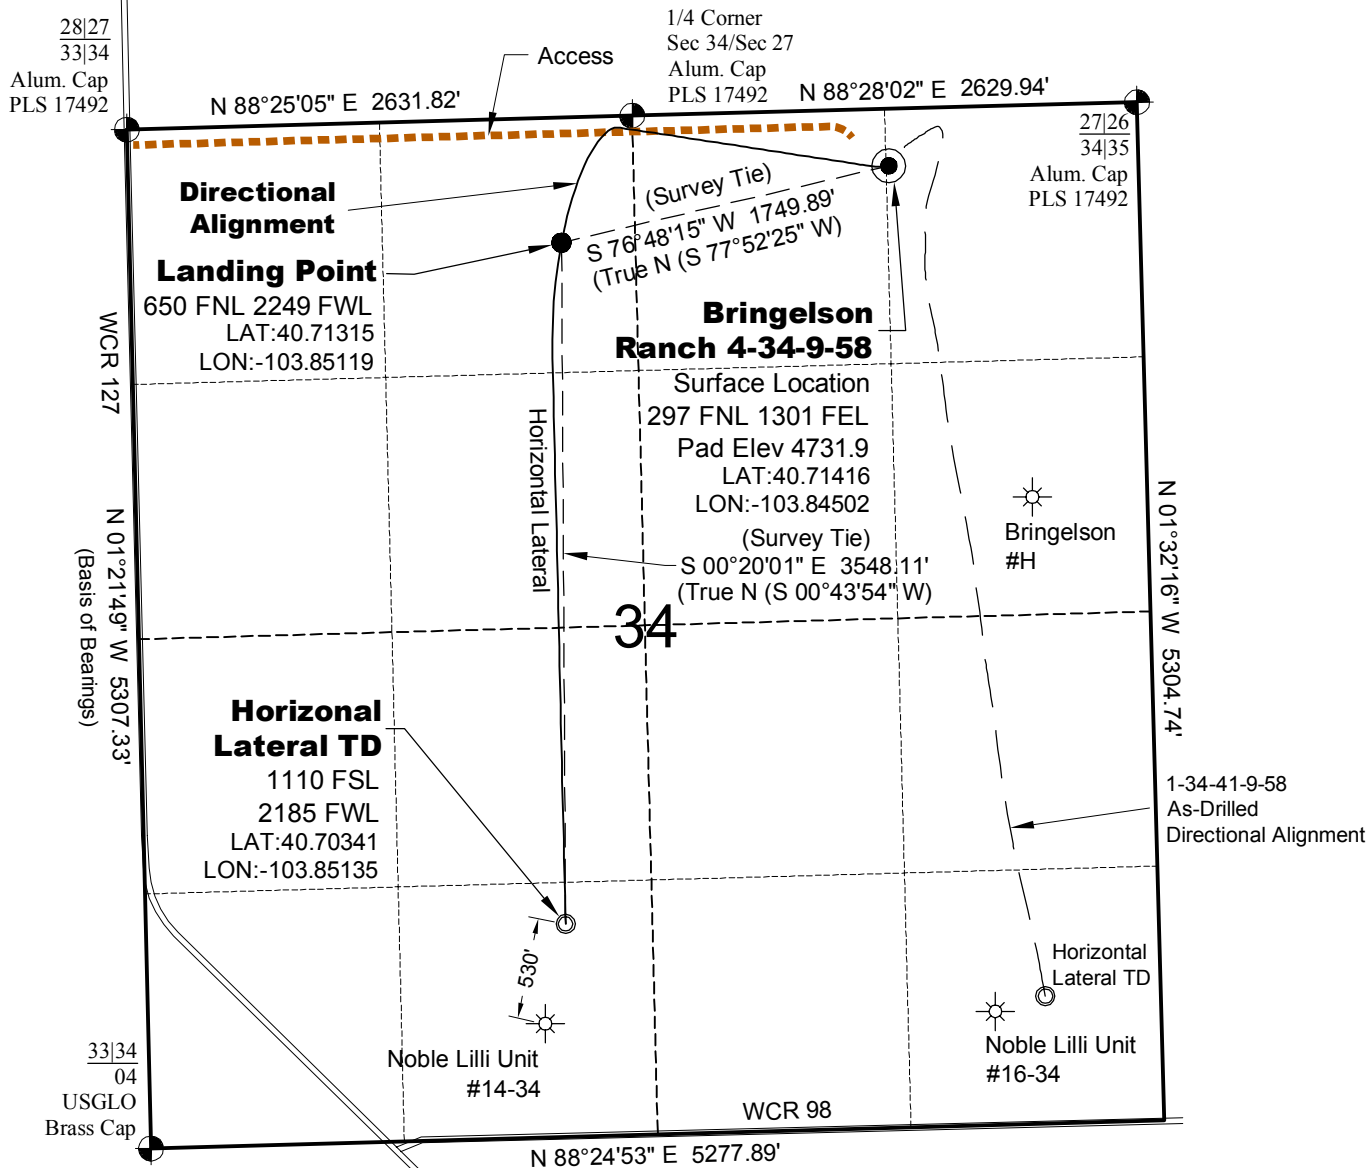 28|27
33|34
Alum. Cap
PLS 17492
N 88°25'05" E 2631.82'
Access
1/4 Corner
Sec 34/Sec 27
Alum. Cap
PLS 17492
N 88°28'02" E 2629.94'
27|26
34|35
Alum. Cap
PLS 17492
Directional
Alignment
(Survey Tie)
S 76°48'15" W 1749.89'
(True N (S 77°52'25" W)
Landing Point
650 FNL 2249 FWL
LAT:40.71315
LON:-103.85119
Bringelson
Ranch 4-34-9-58
Surface Location
297 FNL 1301 FEL
Pad Elev 4731.9
LAT:40.71416
LON:-103.84502
(Survey Tie)
S 00°20'01" E 3548.11'
(True N (S 00°43'54" W)
WCR 127
Horizontal Lateral
Bringelson
#H
N 01°21'49" W 5307.33'
(Basis of Bearings)
N 01°32'16" W 5304.74'
34
Horizonal
Lateral TD
1110 FSL
2185 FWL
LAT:40.70341
LON:-103.85135
1-34-41-9-58
As-Drilled
Directional Alignment
530'
Horizontal
Lateral TD
Noble Lilli Unit
#14-34
Noble Lilli Unit
#16-34
33|34
04
USGLO
Brass Cap
WCR 98
N 88°24'53" E 5277.89'